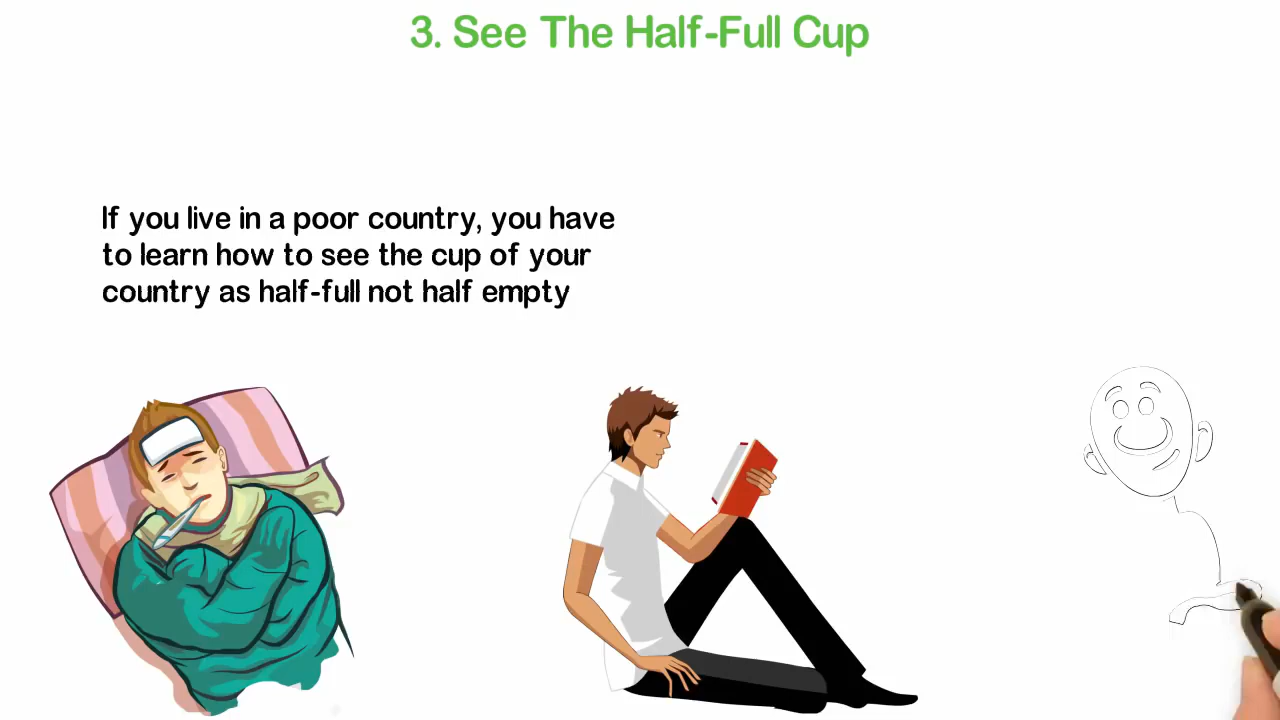 3. See The Half-Full Cup
If you live in a poor country, you have
to learn how to see the cup of your
country as half-full not half empty